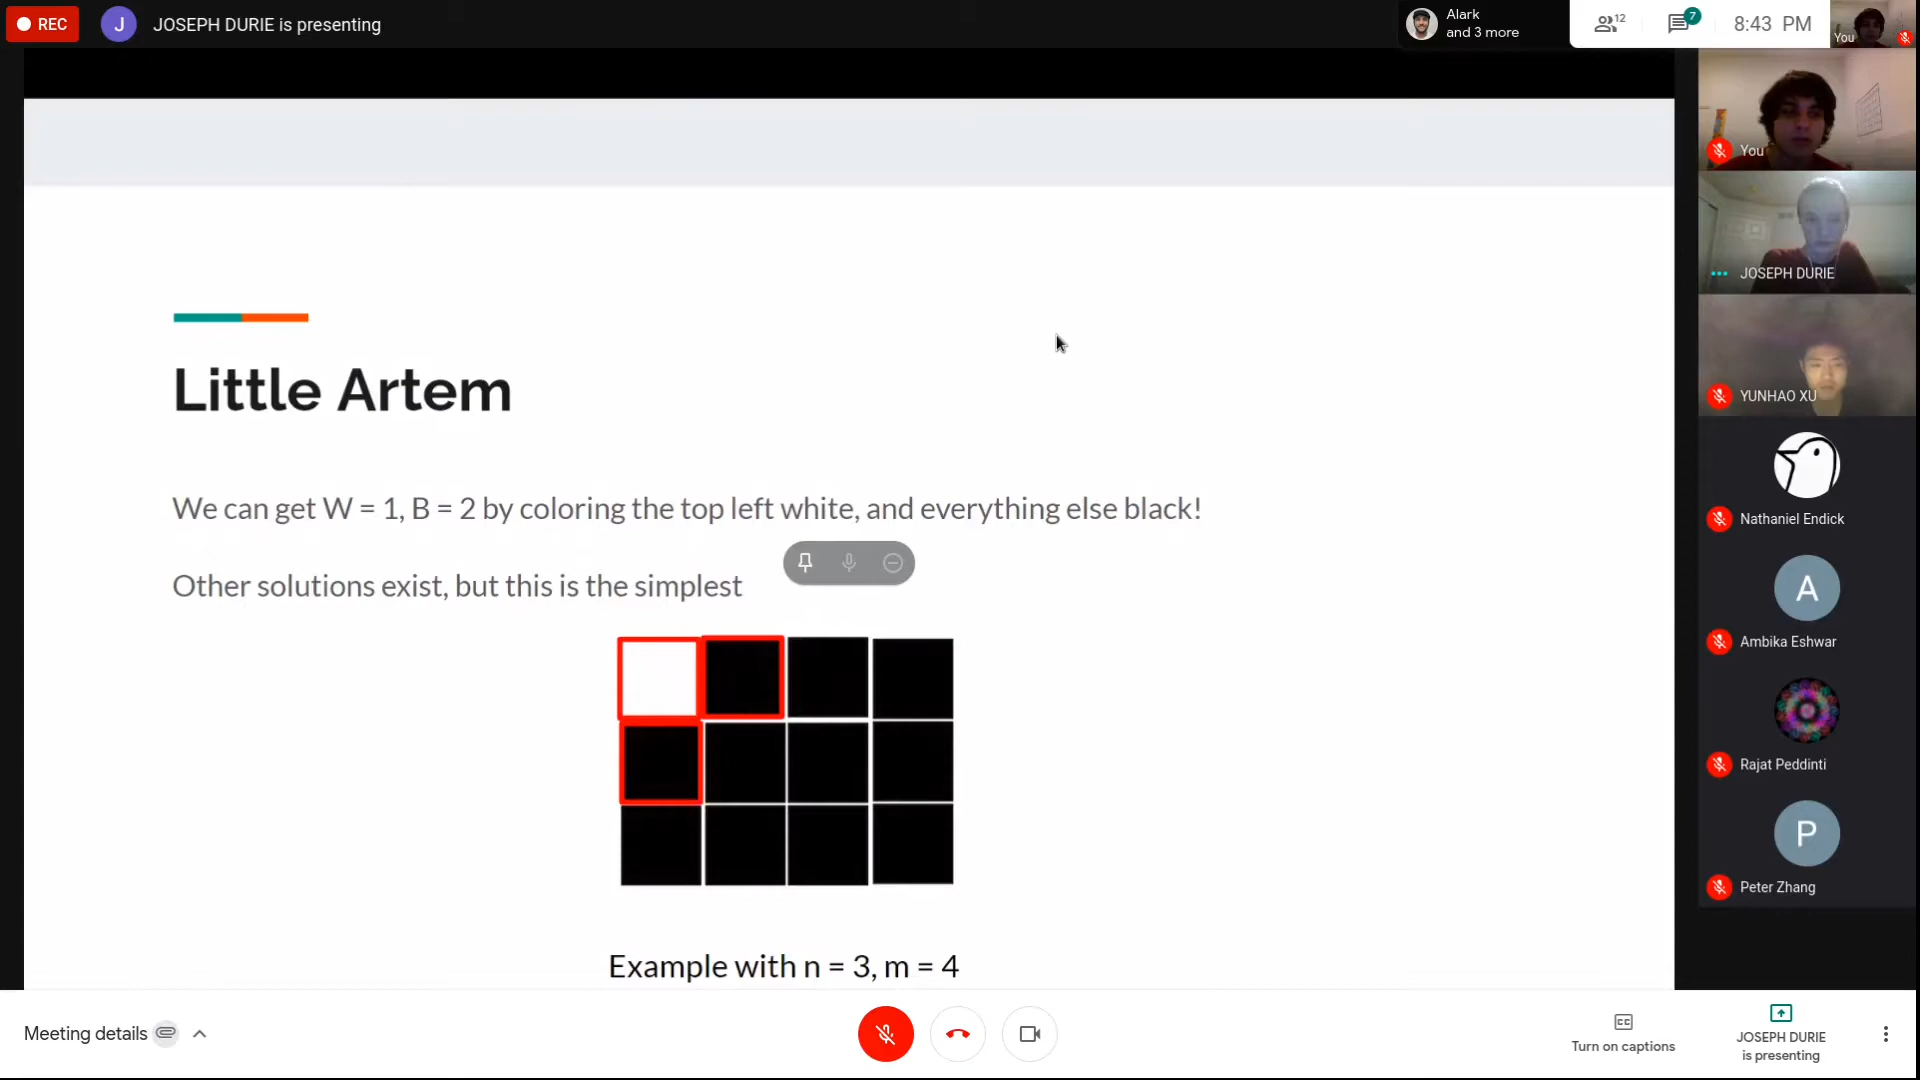 REC
J
JOSEPH DURIE is presenting
Alark
and 3 more
12
7
8:43 PM
You
You
JOSEPH DURIE
YUNHAO XU
Nathaniel Endick
A
Ambika Eshwar
Rajat Peddinti
P
Peter Zhang
Little Artem
We can get W = 1, B = 2 by coloring the top left white, and everything else black!
Other solutions exist, but this is the simplest
Example with n = 3, m = 4
Meeting details
CC
Turn on captions
JOSEPH DURIE
is presenting